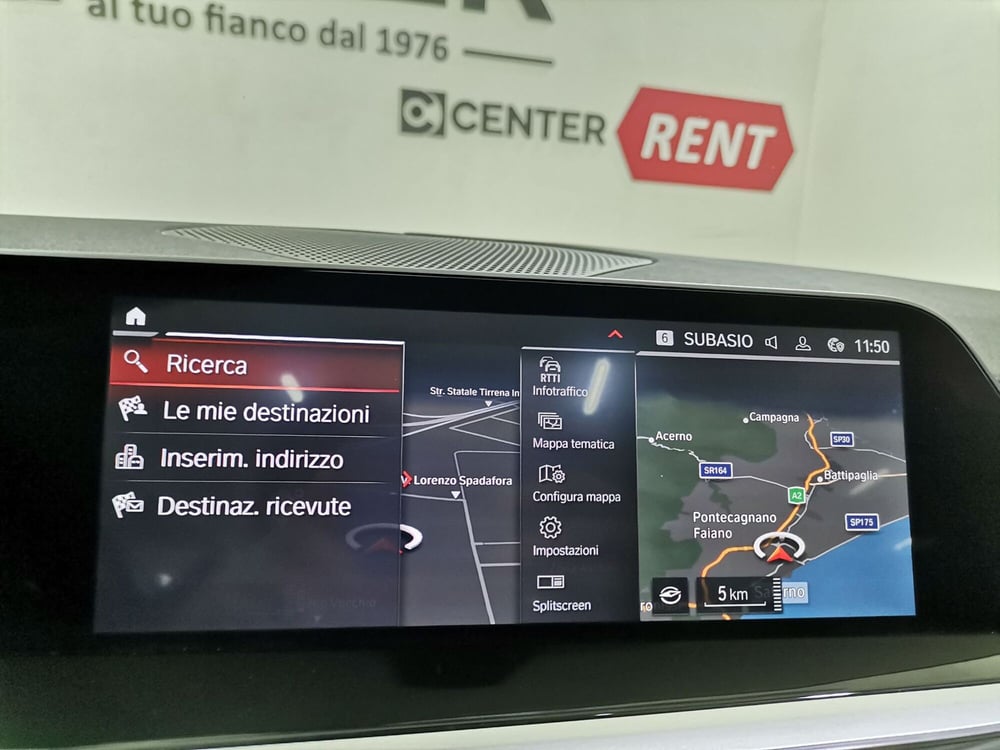 al tuo fianco dal 1976
CENTER
RENT
6 SUBASIO 11:50
Ricerca
Le mie destinazioni
Inserim. indirizzo
Destinaz. ricevute
Str. Statale Tirrena In
Lorenzo Spadafora
RTTI
Infotraffico
Mappa tematica
Configura mappa
Impostazioni
Splitscreen
Campagna
Acerno
SP30
SR164
Battipaglia
A2
Pontecagnano
Faiano
SP175
5 km